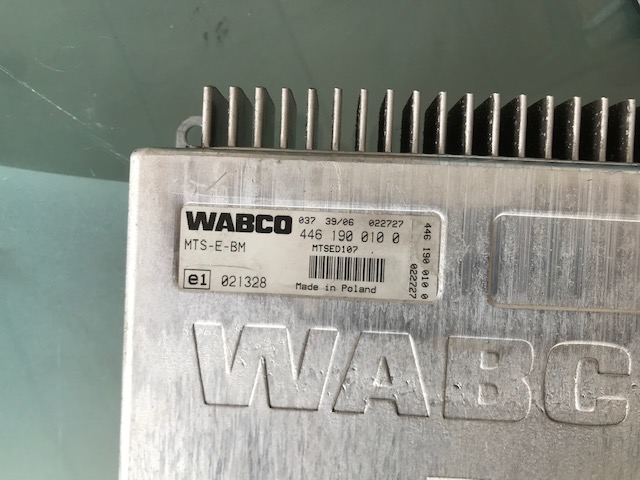 WABCO 037 39/06 022727
446 190 010 0
MTS-E-BM MTSED107
e1 021328 Made in Poland
446 190 010 0
022727
WABC